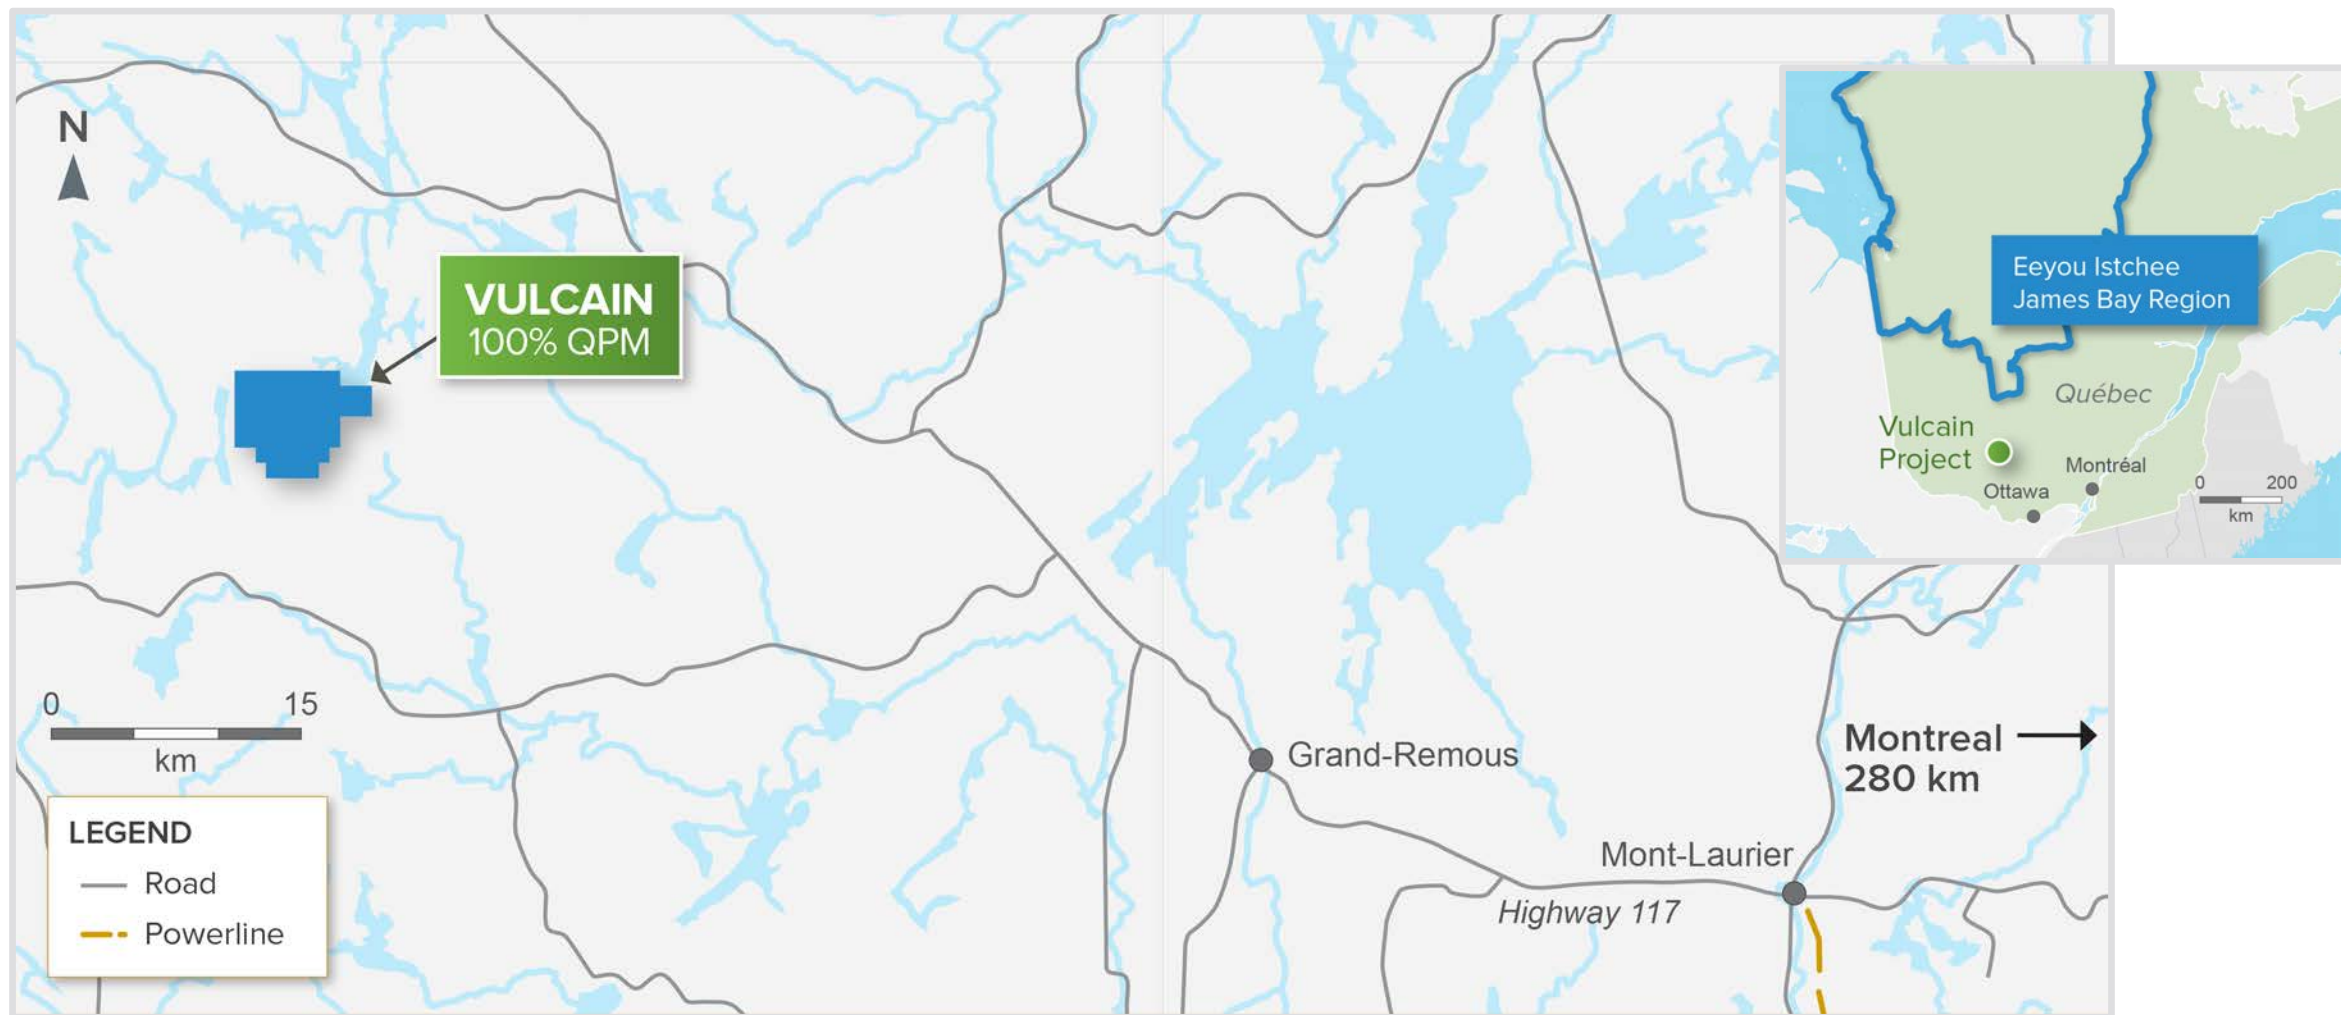 N
VULCAIN
100% QPM
0 15
km
LEGEND
Road
Powerline
Grand-Remous
Mont-Laurier
Highway 117
Montreal
280 km
Eeyou Istchee
James Bay Region
Québec
Vulcain
Project
Montréal
Ottawa
0 200
km